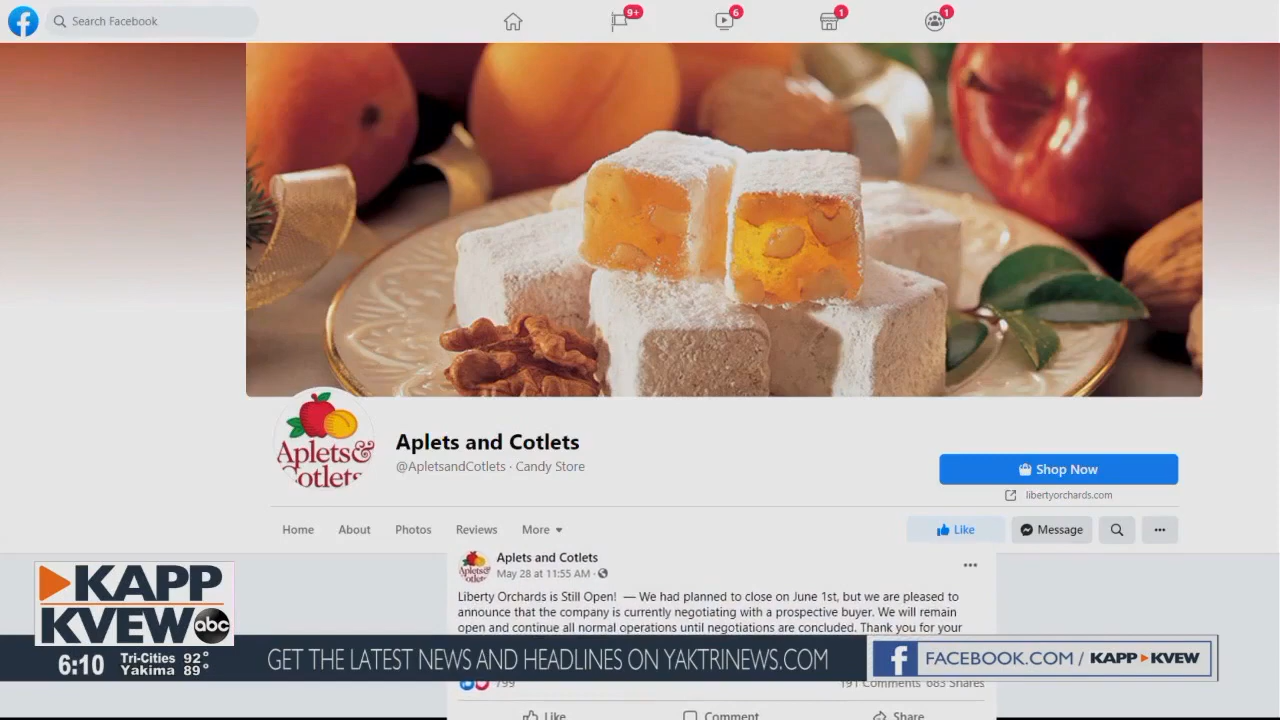 Search Facebook
9+
6
1
1
Aplets&
Cotlets
Aplets and Cotlets
@ApletsandCotlets · Candy Store
Shop Now
libertyorchards.com
Home About Photos Reviews More
Like Message
Aplets and Cotlets
May 28 at 11:55 AM ·
Liberty Orchards is Still Open! — We had planned to close on June 1st, but we are pleased to
announce that the company is currently negotiating with a prospective buyer. We will remain
open and continue all normal operations until negotiations are concluded. Thank you for your
KAPP
KVEW abc
6:10 Tri-Cities 92°
Yakima 89°
GET THE LATEST NEWS AND HEADLINES ON YAKTRINEWS.COM
f FACEBOOK.COM / KAPP KVEW
799 191 Comments 683 Shares
Like Comment Share